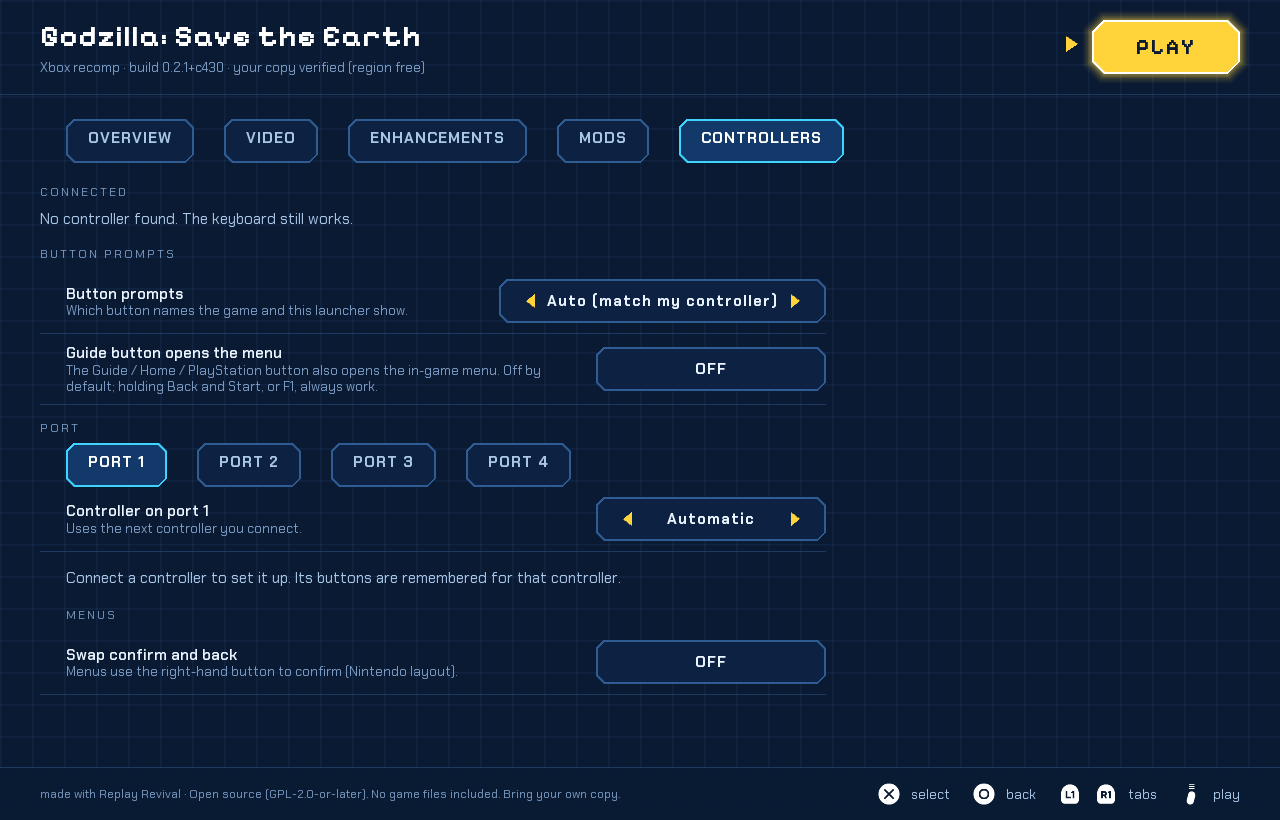 Godzilla: Save the Earth
Xbox recomp · build 0.2.1+c430 · your copy verified (region free)
PLAY
OVERVIEW
VIDEO
ENHANCEMENTS
MODS
CONTROLLERS
CONNECTED
No controller found. The keyboard still works.
BUTTON PROMPTS
Button prompts
Which button names the game and this launcher show.
Auto (match my controller)
Guide button opens the menu
The Guide / Home / PlayStation button also opens the in-game menu. Off by
default; holding Back and Start, or F1, always work.
OFF
PORT
PORT 1
PORT 2
PORT 3
PORT 4
Controller on port 1
Uses the next controller you connect.
Automatic
Connect a controller to set it up. Its buttons are remembered for that controller.
MENUS
Swap confirm and back
Menus use the right-hand button to confirm (Nintendo layout).
OFF
made with Replay Revival · Open source (GPL-2.0-or-later). No game files included. Bring your own copy.
select
back
L1 R1 tabs
play